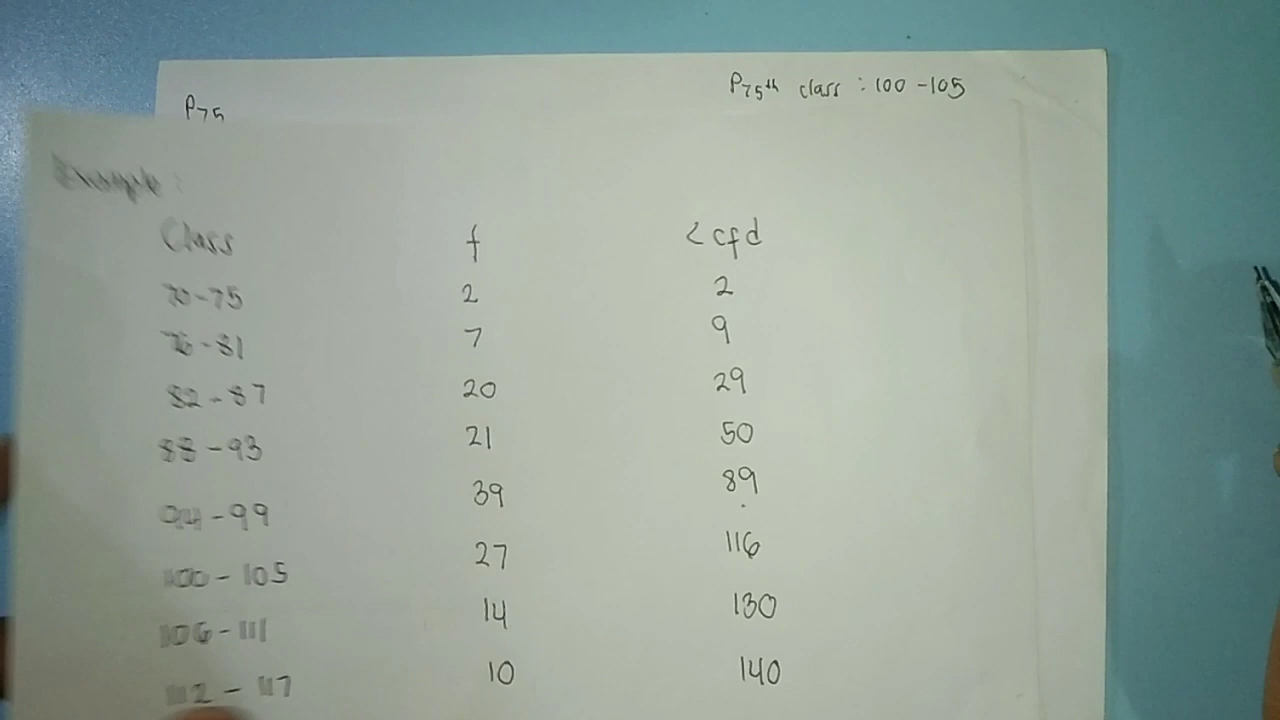 P75th class : 100 - 105
P75
Example :
Class f < cfd
70 - 75 2 2
76 - 81 7 9
82 - 87 20 29
88 - 93 21 50
94 - 99 39 89
100 - 105 27 116
106 - 111 14 130
112 - 117 10 140